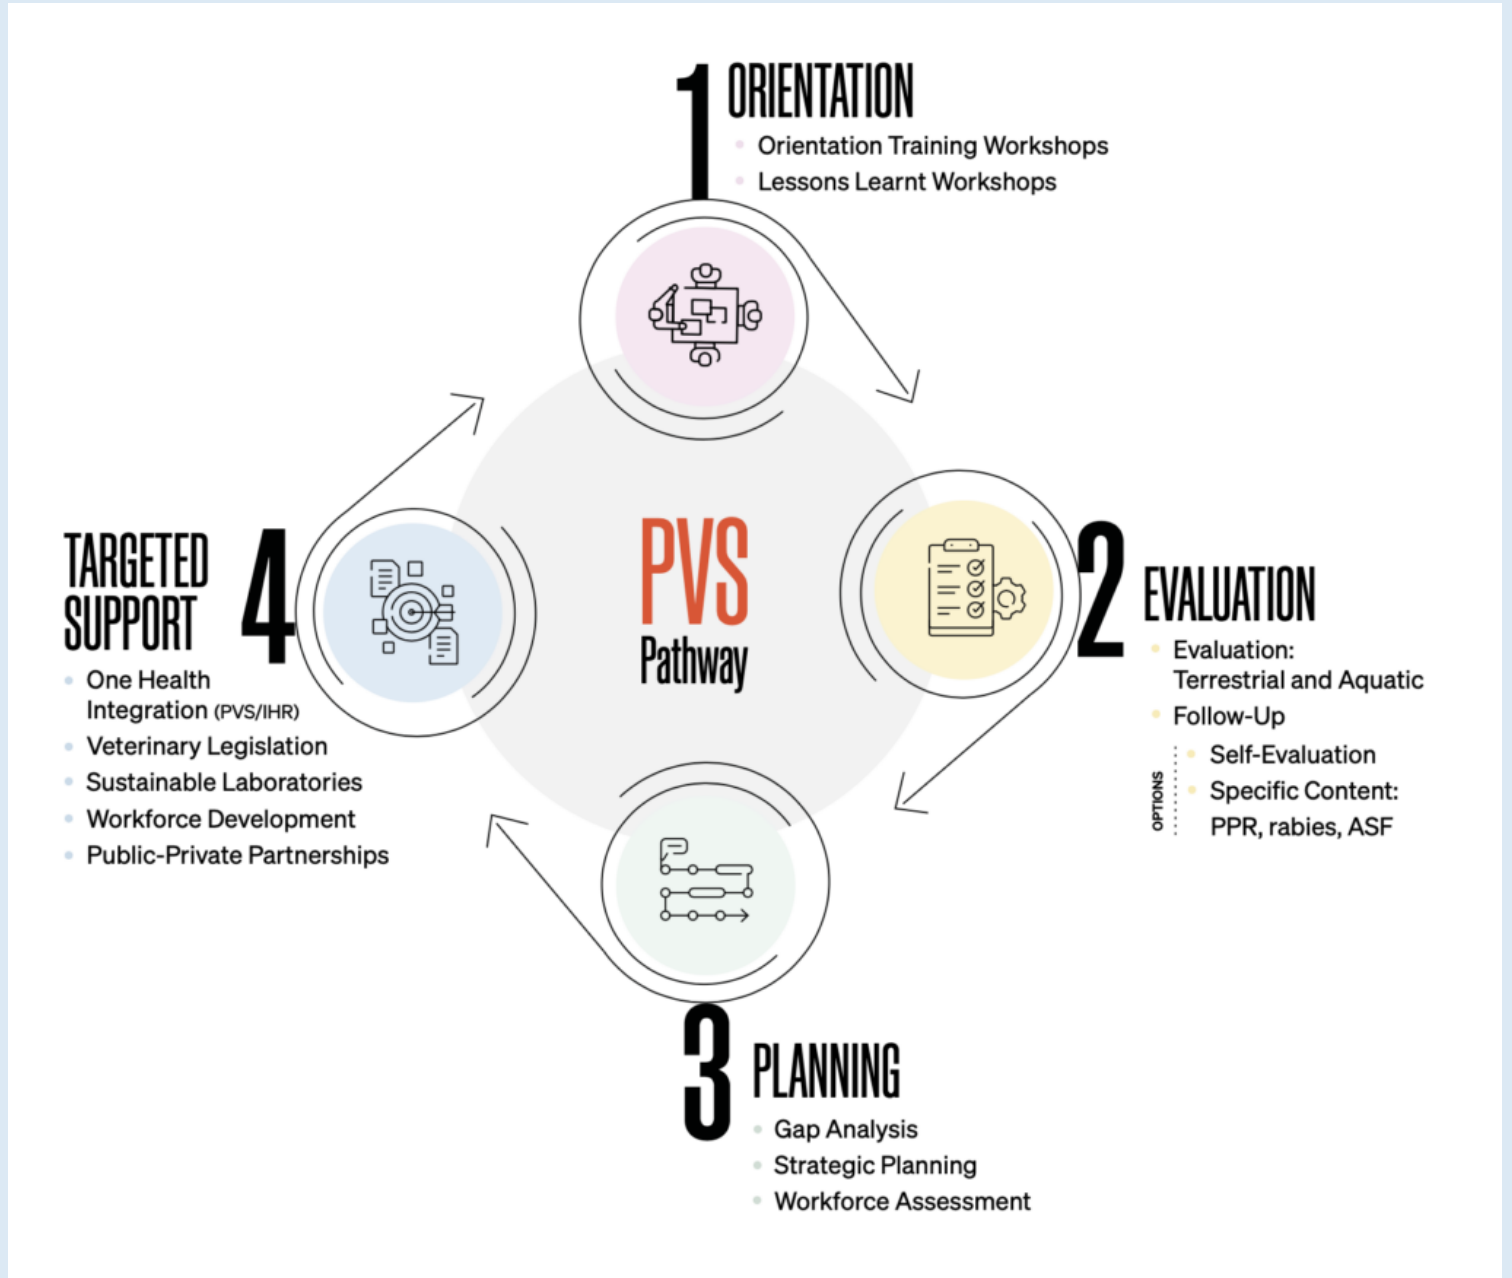 1 ORIENTATION
Orientation Training Workshops
Lessons Learnt Workshops
PVS
Pathway
2 EVALUATION
Evaluation:
Terrestrial and Aquatic
Follow-Up
OPTIONS
Self-Evaluation
Specific Content:
PPR, rabies, ASF
3 PLANNING
Gap Analysis
Strategic Planning
Workforce Assessment
TARGETED
SUPPORT
4
One Health
Integration (PVS/IHR)
Veterinary Legislation
Sustainable Laboratories
Workforce Development
Public-Private Partnerships